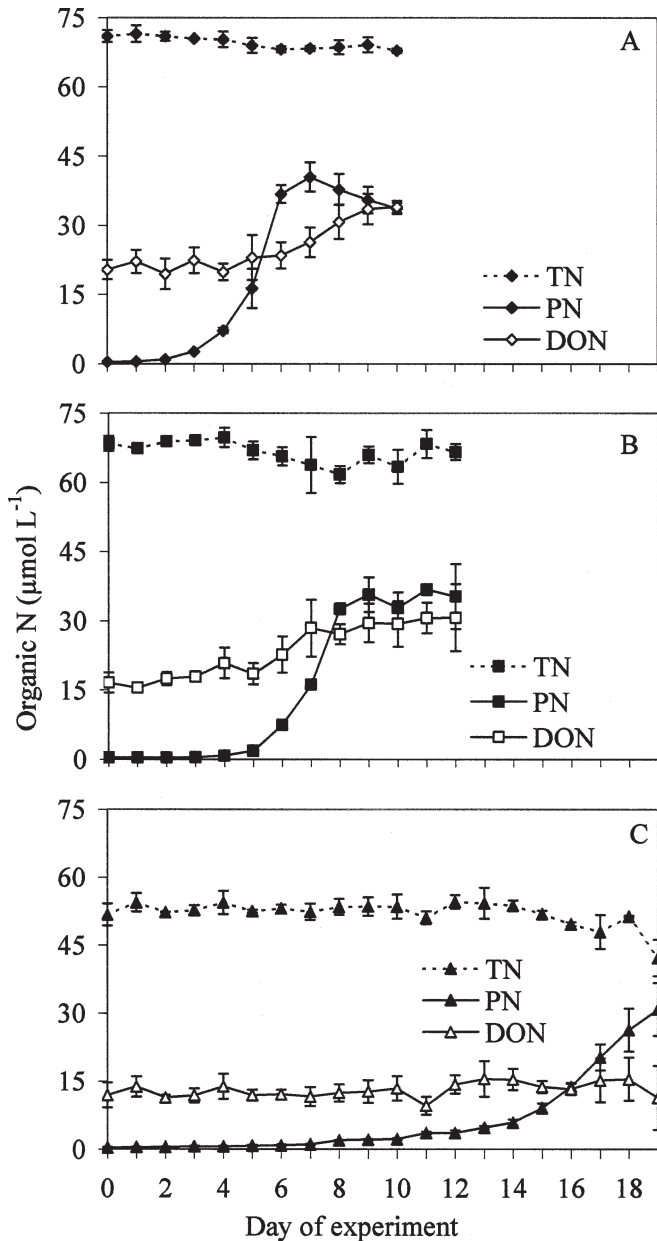 75
60
45
30
15
0
A
TN
PN
DON
75
60
45
30
15
0
B
TN
PN
DON
Organic N (µmol L⁻¹)
75
60
45
30
15
0
C
TN
PN
DON
0 2 4 6 8 10 12 14 16 18
Day of experiment